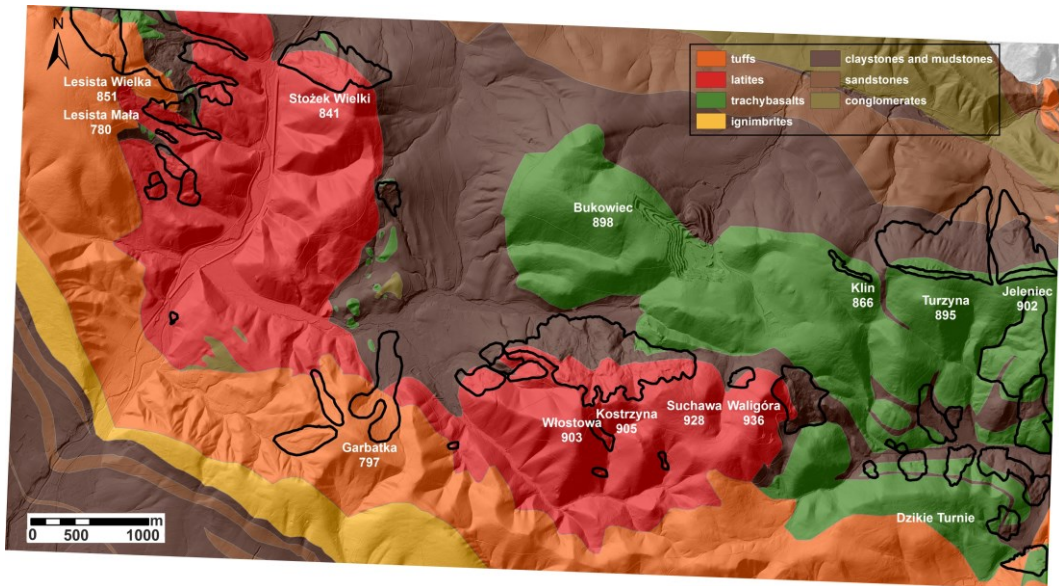 N
Lesista Wielka
851
Lesista Mała
780
Stożek Wielki
841
tuffs
latites
trachybasalts
ignimbrites
claystones and mudstones
sandstones
conglomerates
Bukowiec
898
Klin
866
Turzyna
895
Jeleniec
902
Włostowa
903
Kostrzyna
905
Suchawa
928
Waligóra
936
Garbatka
797
Dzikie Turnie
m
0 500 1000